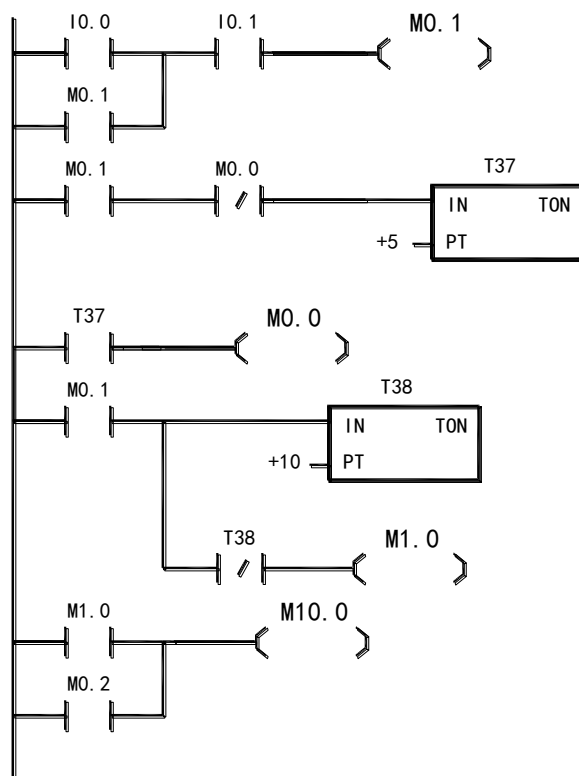 I0.0 I0.1 M0.1
M0.1
M0.1 M0.0 T37
IN TON
+5 PT
T37 M0.0
M0.1 T38
IN TON
+10 PT
T38 M1.0
M1.0 M10.0
M0.2